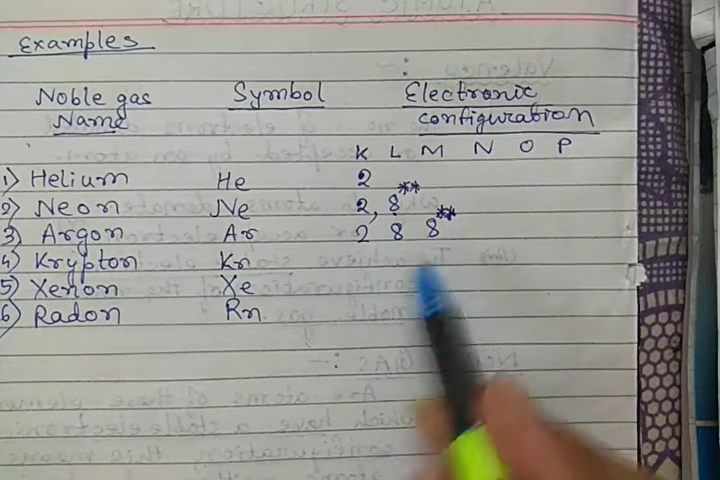 Examples
Noble gas Symbol Electronic
Name configuration
K L M N O P
1) Helium He 2
2) Neon Ne 2, 8**
3) Argon Ar 2 8 8**
4) Krypton Kr
5) Xenon Xe
6) Radon Rn